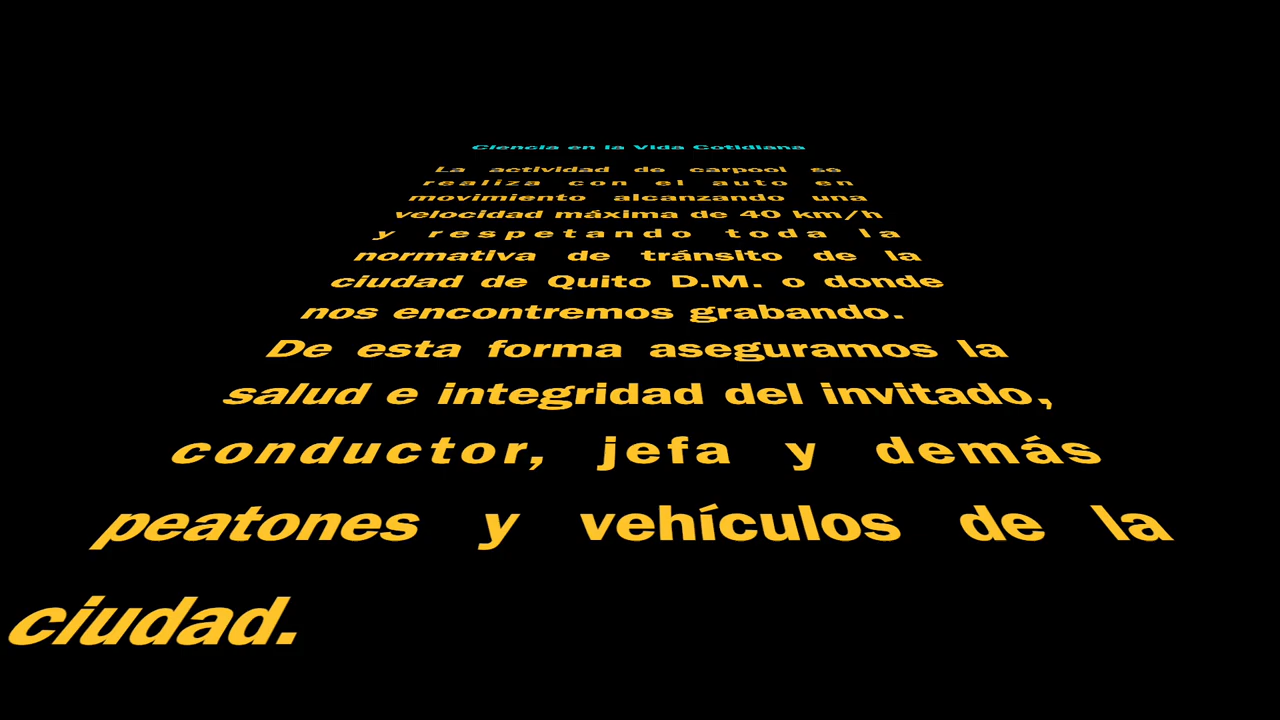 Ciencia en la Vida Cotidiana
La actividad de carpool se
realiza con el auto en
movimiento alcanzando una
velocidad máxima de 40 km/h
y respetando toda la
normativa de tránsito de la
ciudad de Quito D.M. o donde
nos encontremos grabando.
De esta forma aseguramos la
salud e integridad del invitado,
conductor, jefa y demás
peatones y vehículos de la
ciudad.